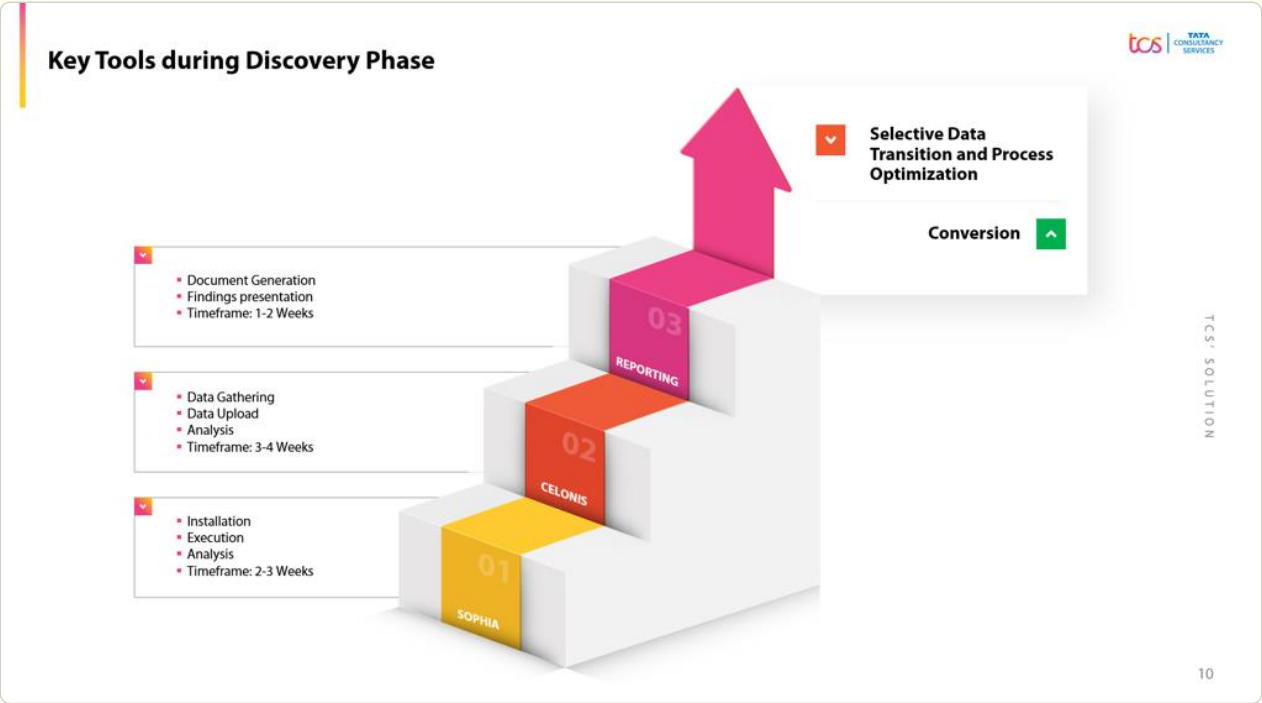 Key Tools during Discovery Phase
tcs
TATA
CONSULTANCY
SERVICES
Selective Data
Transition and Process
Optimization
Conversion
Document Generation
Findings presentation
Timeframe: 1-2 Weeks
03
REPORTING
Data Gathering
Data Upload
Analysis
Timeframe: 3-4 Weeks
02
CELONIS
Installation
Execution
Analysis
Timeframe: 2-3 Weeks
01
SOPHIA
TCS' SOLUTION
10